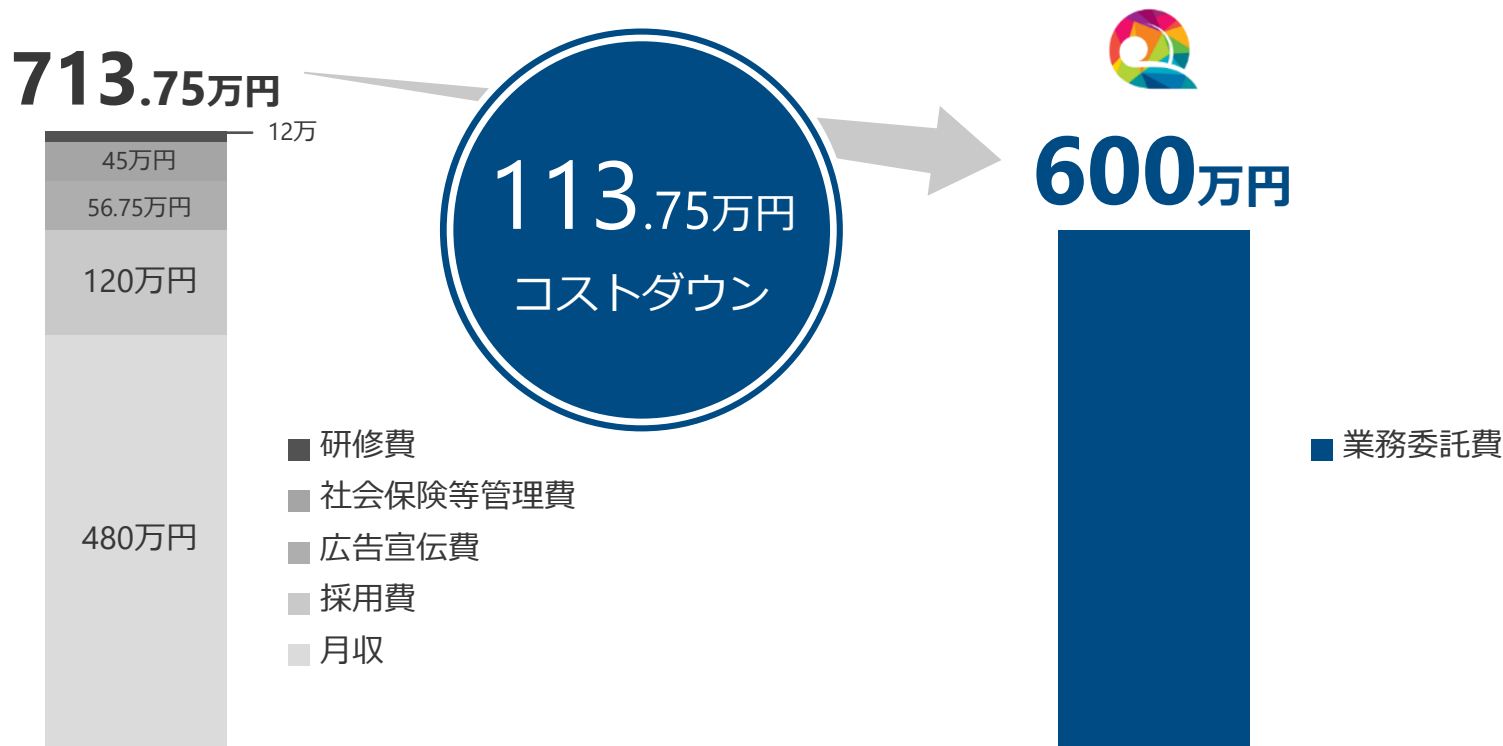 713.75万円
12万
45万円
56.75万円
120万円
480万円
113.75万円
コストダウン
研修費
社会保険等管理費
広告宣伝費
採用費
月収
600万円
業務委託費